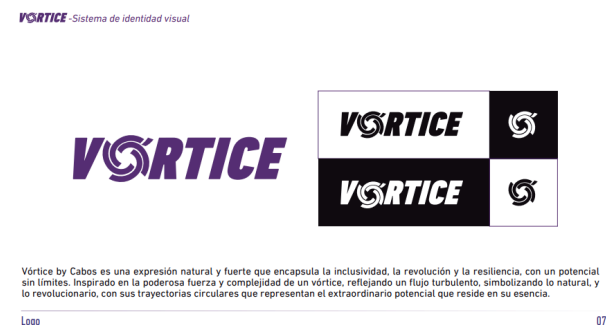 VÓRTICE -Sistema de identidad visual
VÓRTICE
VÓRTICE
VÓRTICE
Vórtice by Cabos es una expresión natural y fuerte que encapsula la inclusividad, la revolución y la resiliencia, con un potencial
sin límites. Inspirado en la poderosa fuerza y complejidad de un vórtice, reflejando un flujo turbulento, simbolizando lo natural, y
lo revolucionario, con sus trayectorias circulares que representan el extraordinario potencial que reside en su esencia.
Logo 07